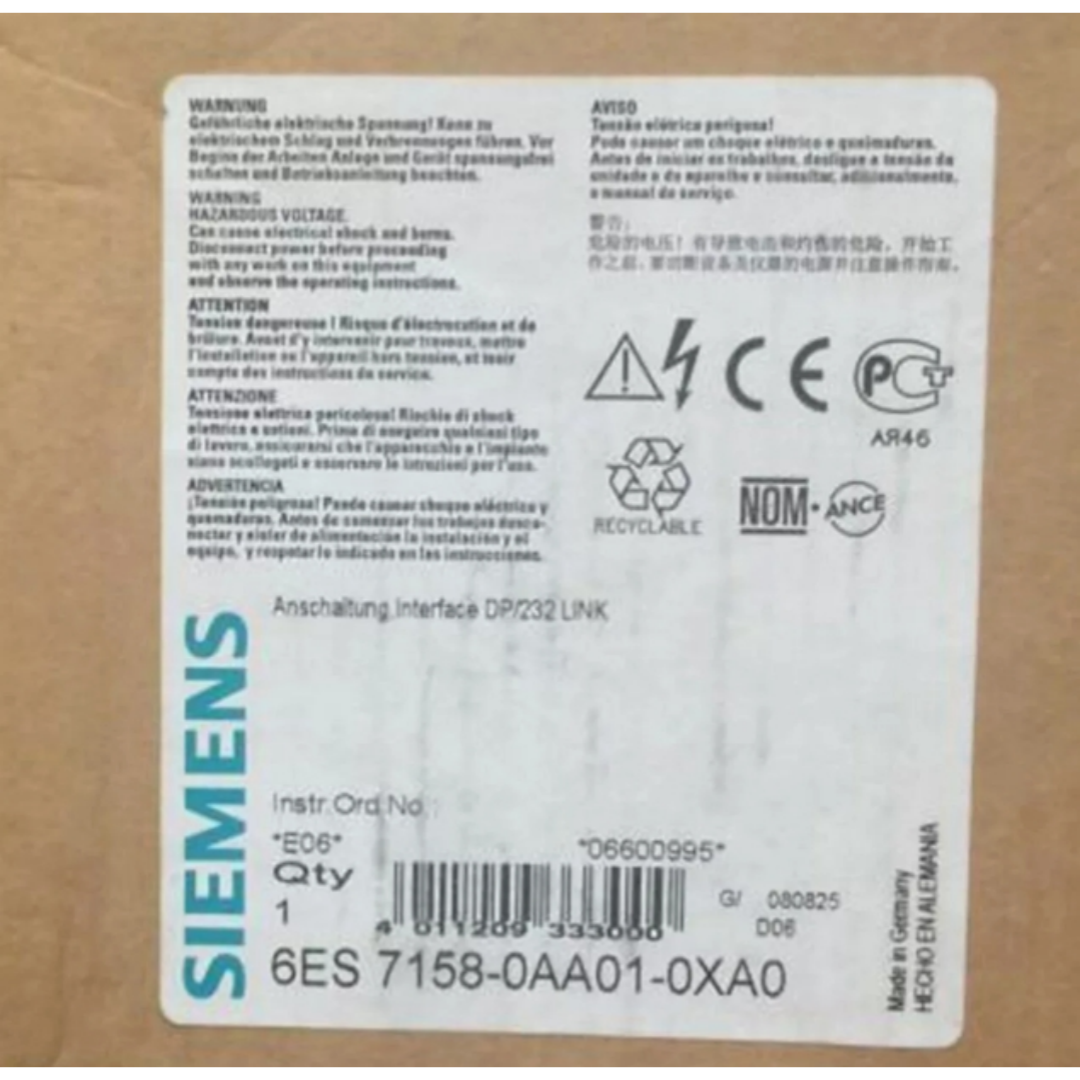 WARNUNG
Gefährliche elektrische Spannung! Kann zu
elektrischem Schlag und Verbrennungen führen. Vor
Beginn der Arbeiten Anlage und Gerät spannungsfrei
schalten und Betriebsanleitung beachten.
WARNING
HAZARDOUS VOLTAGE
Can cause electrical shock and burns.
Disconnect power before proceeding
with any work on this equipment
and observe the operating instructions.
ATTENTION
Tension dangereuse ! Risque d'électrocution et de
brûlure. Avant d'y intervenir pour travaux, mettre
l'installation ou l'appareil hors tension, et tenir
compte des instructions de service.
ATTENZIONE
Tensione elettrica pericolosa! Rischio di shock
elettrico e ustioni. Prima di eseguire qualsiasi tipo
di lavoro, assicurarsi che l'apparecchio e l'impianto
siano scollegati e osservare le istruzioni per l'uso.
ADVERTENCIA
¡Tensión peligrosa! Puede causar choque eléctrico y
quemaduras. Antes de comenzar los trabajos desco-
nectar y aislar de alimentación la instalación y el
equipo, y respetar lo indicado en las instrucciones.
AVISO
Tensão elétrica perigosa!
Pode causar um choque elétrico e queimaduras.
Antes de iniciar os trabalhos, desligue a tensão da
unidade e do aparelho e consultar, adicionalmente,
o manual de serviço.
警告:
危险的电压! 有导致电击和灼伤的危险。开始工
作之前,要切断设备及仪器的电源并注意操作指南。
CE
PCT
АЯ46
RECYCLABLE
NOM-ANCE
SIEMENS
Anschaltung,Interface DP/232 LINK
Instr.Ord.No.:
*E06*
*06600995*
Qty
1
4 011209 333000
G/ 080825
D06
6ES 7158-0AA01-0XA0
Made in Germany
HECHO EN ALEMANIA